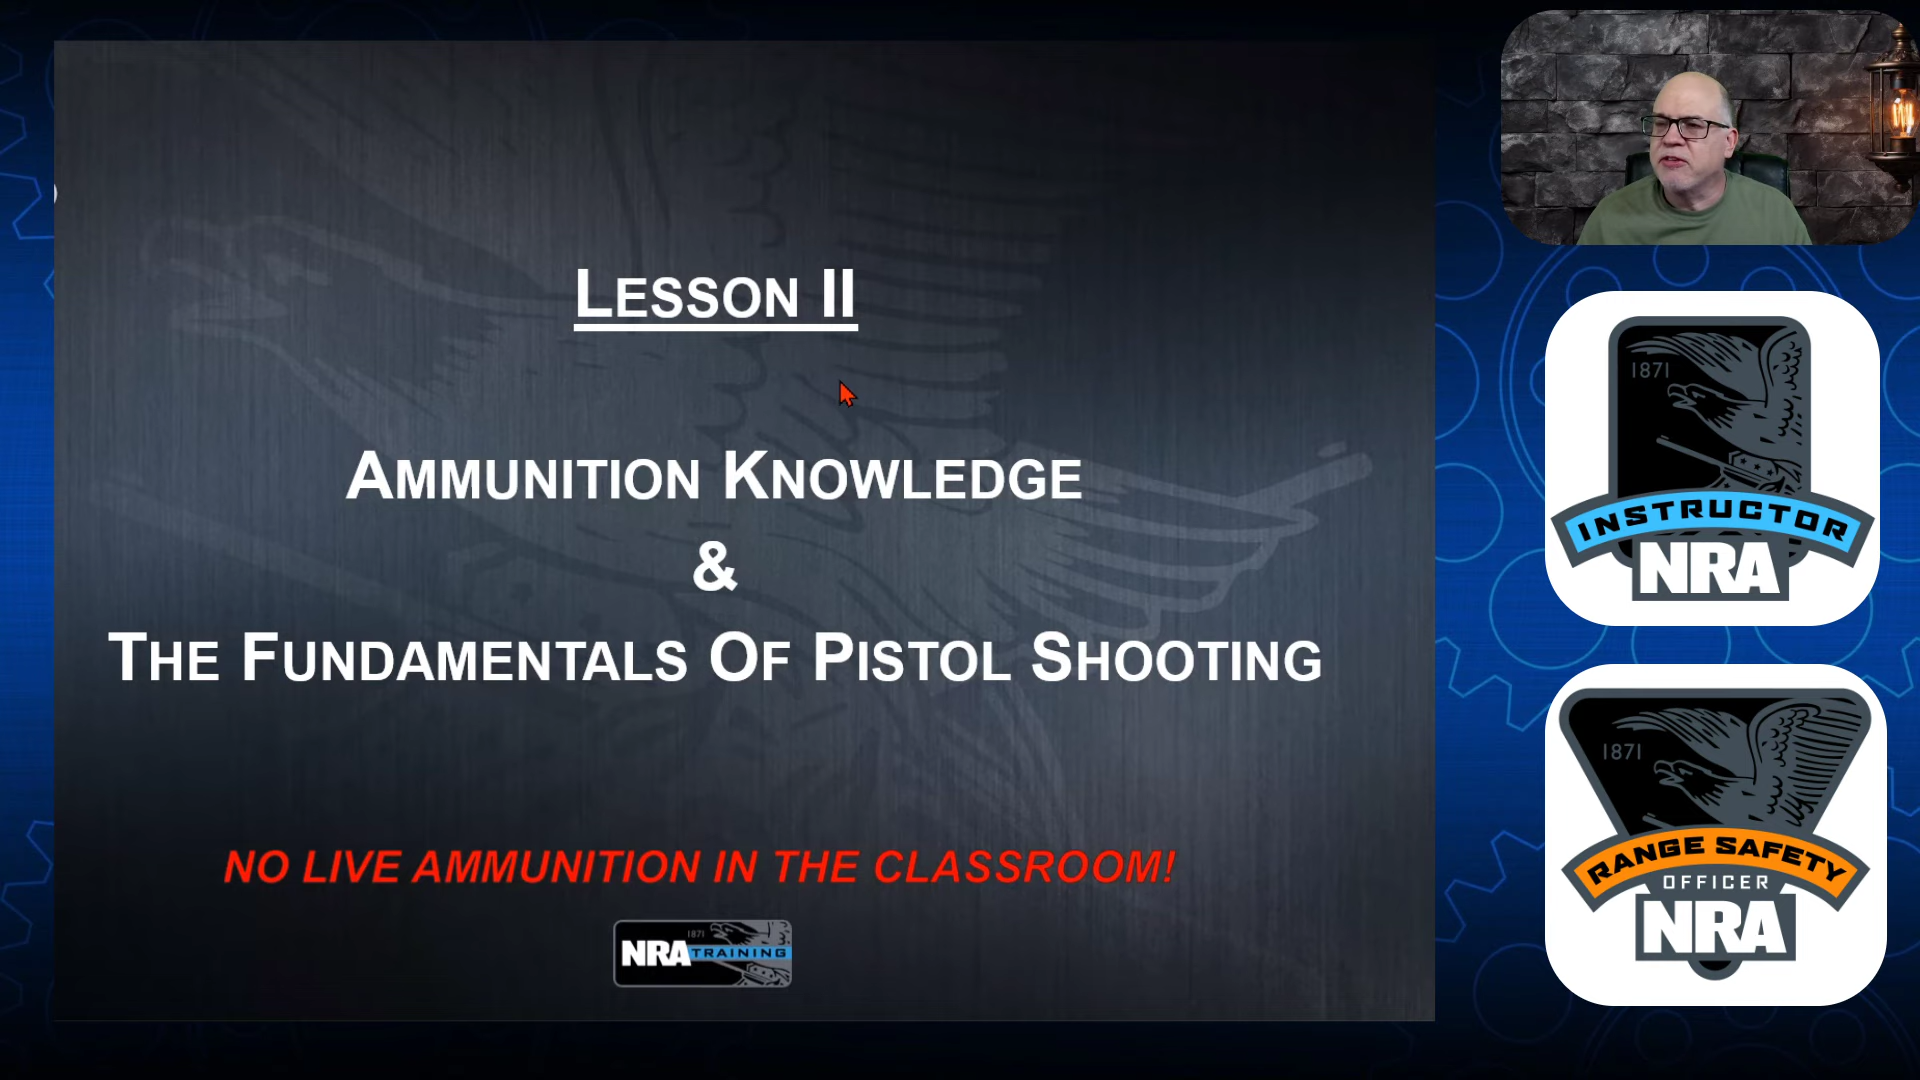 LESSON II
AMMUNITION KNOWLEDGE
&
THE FUNDAMENTALS OF PISTOL SHOOTING
NO LIVE AMMUNITION IN THE CLASSROOM!
1871
NRA TRAINING
1871
INSTRUCTOR
NRA
1871
RANGE SAFETY
OFFICER
NRA